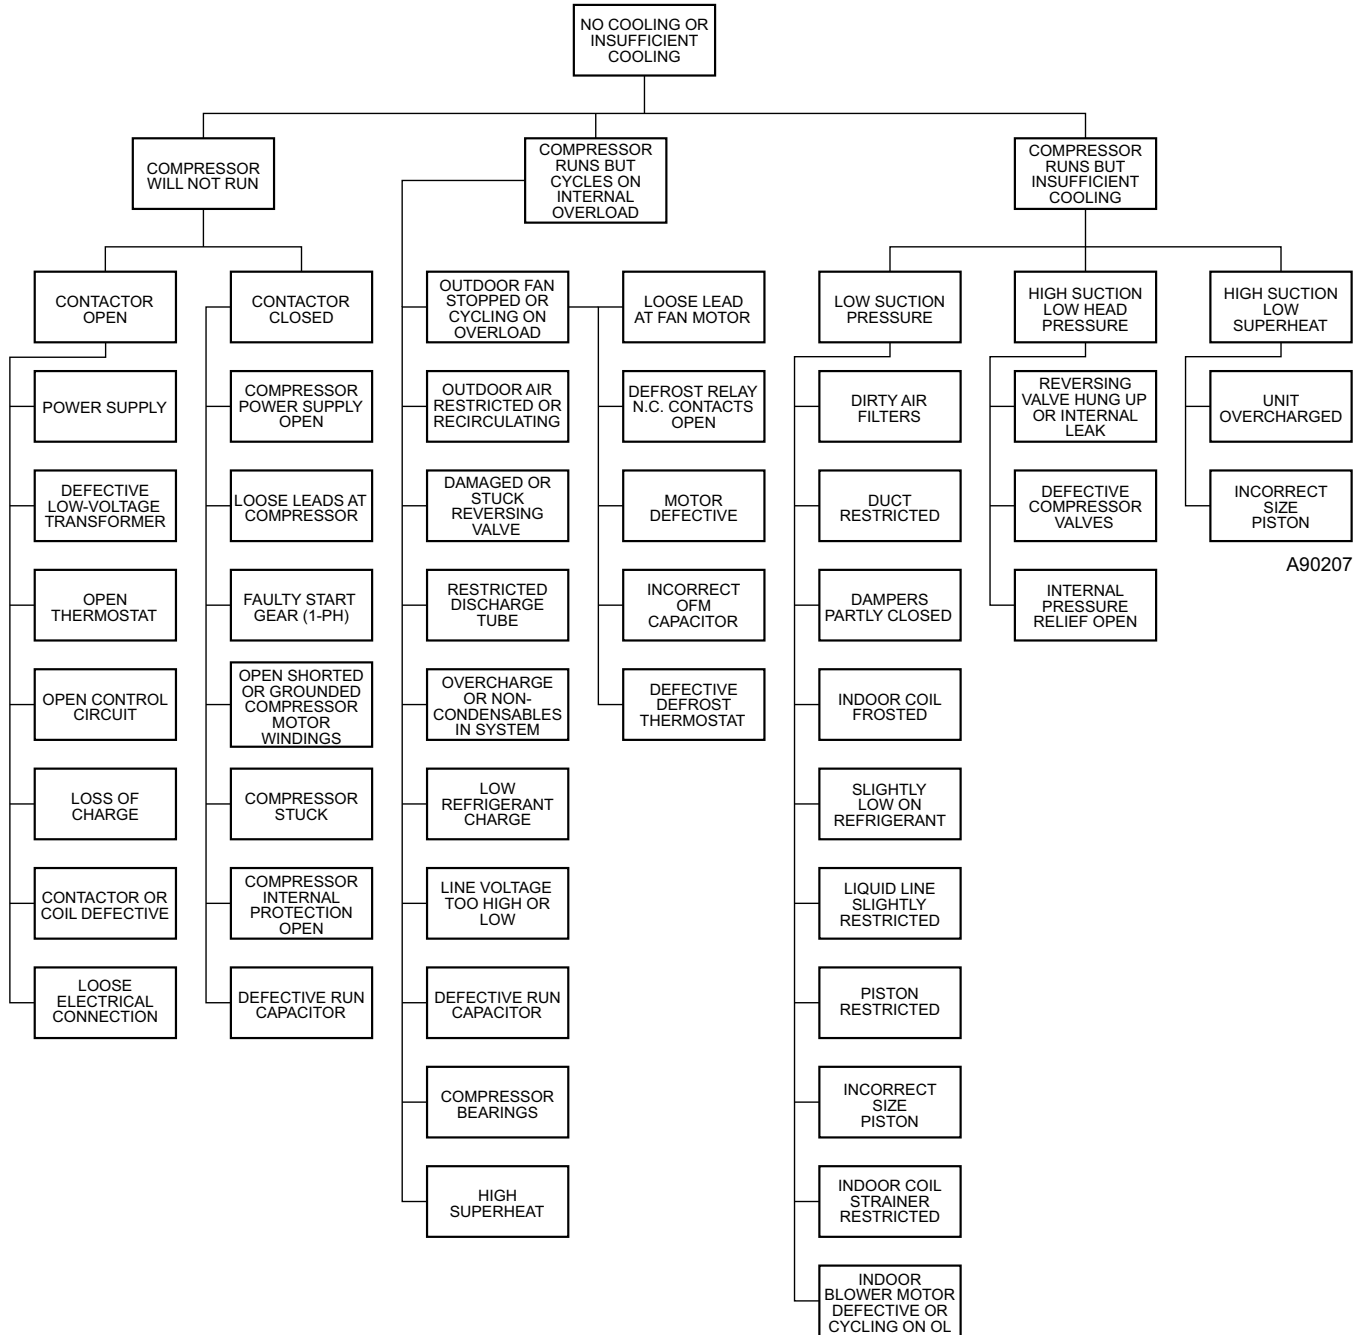 NO COOLING OR
INSUFFICIENT
COOLING
COMPRESSOR
WILL NOT RUN
COMPRESSOR
RUNS BUT
CYCLES ON
INTERNAL
OVERLOAD
COMPRESSOR
RUNS BUT
INSUFFICIENT
COOLING
CONTACTOR
OPEN
POWER SUPPLY
DEFECTIVE
LOW-VOLTAGE
TRANSFORMER
OPEN
THERMOSTAT
OPEN CONTROL
CIRCUIT
LOSS OF
CHARGE
CONTACTOR OR
COIL DEFECTIVE
LOOSE
ELECTRICAL
CONNECTION
CONTACTOR
CLOSED
COMPRESSOR
POWER SUPPLY
OPEN
LOOSE LEADS AT
COMPRESSOR
FAULTY START
GEAR (1-PH)
OPEN SHORTED
OR GROUNDED
COMPRESSOR
MOTOR
WINDINGS
COMPRESSOR
STUCK
COMPRESSOR
INTERNAL
PROTECTION
OPEN
DEFECTIVE RUN
CAPACITOR
OUTDOOR FAN
STOPPED OR
CYCLING ON
OVERLOAD
OUTDOOR AIR
RESTRICTED OR
RECIRCULATING
DAMAGED OR
STUCK
REVERSING
VALVE
RESTRICTED
DISCHARGE
TUBE
OVERCHARGE
OR NON-
CONDENSABLES
IN SYSTEM
LOW
REFRIGERANT
CHARGE
LINE VOLTAGE
TOO HIGH OR
LOW
DEFECTIVE RUN
CAPACITOR
COMPRESSOR
BEARINGS
HIGH
SUPERHEAT
LOOSE LEAD
AT FAN MOTOR
DEFROST RELAY
N.C. CONTACTS
OPEN
MOTOR
DEFECTIVE
INCORRECT
OFM
CAPACITOR
DEFECTIVE
DEFROST
THERMOSTAT
LOW SUCTION
PRESSURE
DIRTY AIR
FILTERS
DUCT
RESTRICTED
DAMPERS
PARTLY CLOSED
INDOOR COIL
FROSTED
SLIGHTLY
LOW ON
REFRIGERANT
LIQUID LINE
SLIGHTLY
RESTRICTED
PISTON
RESTRICTED
INCORRECT
SIZE
PISTON
INDOOR COIL
STRAINER
RESTRICTED
INDOOR
BLOWER MOTOR
DEFECTIVE OR
CYCLING ON OL
HIGH SUCTION
LOW HEAD
PRESSURE
REVERSING
VALVE HUNG UP
OR INTERNAL
LEAK
DEFECTIVE
COMPRESSOR
VALVES
INTERNAL
PRESSURE
RELIEF OPEN
HIGH SUCTION
LOW
SUPERHEAT
UNIT
OVERCHARGED
INCORRECT
SIZE
PISTON
A90207